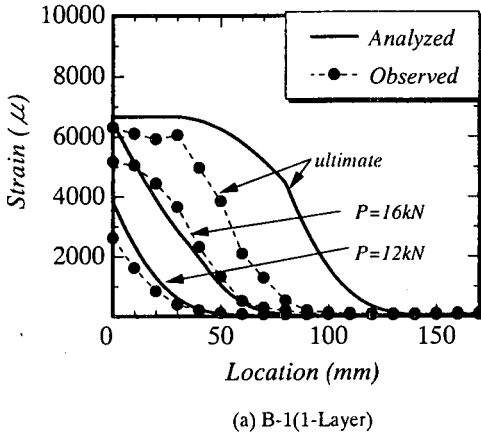 10000
8000
6000
4000
2000
0
50
100
150
Strain (μ)
Location (mm)
Analyzed
Observed
ultimate
P=16kN
P=12kN
(a) B-1(1-Layer)